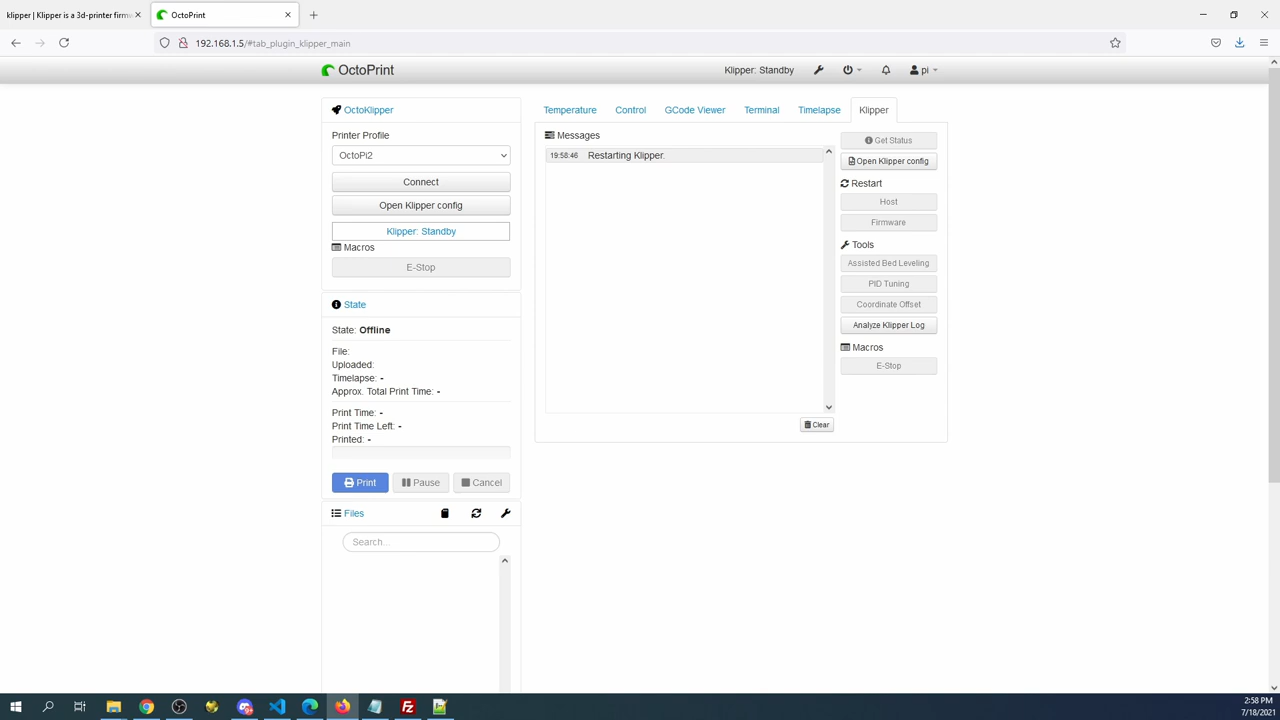 klipper | Klipper is a 3d-printer firm
OctoPrint
192.168.1.5/#tab_plugin_klipper_main
OctoPrint
Klipper: Standby
pi
OctoKlipper
Printer Profile
OctoPi2
Connect
Open Klipper config
Klipper: Standby
Macros
E-Stop
State
State: Offline
File:
Uploaded:
Timelapse: -
Approx. Total Print Time: -
Print Time: -
Print Time Left: -
Printed: -
Print
Pause
Cancel
Files
Search...
Temperature
Control
GCode Viewer
Terminal
Timelapse
Klipper
Messages
19:58:46 Restarting Klipper.
Clear
Get Status
Open Klipper config
Restart
Host
Firmware
Tools
Assisted Bed Leveling
PID Tuning
Coordinate Offset
Analyze Klipper Log
Macros
E-Stop
2:58 PM
7/18/2021